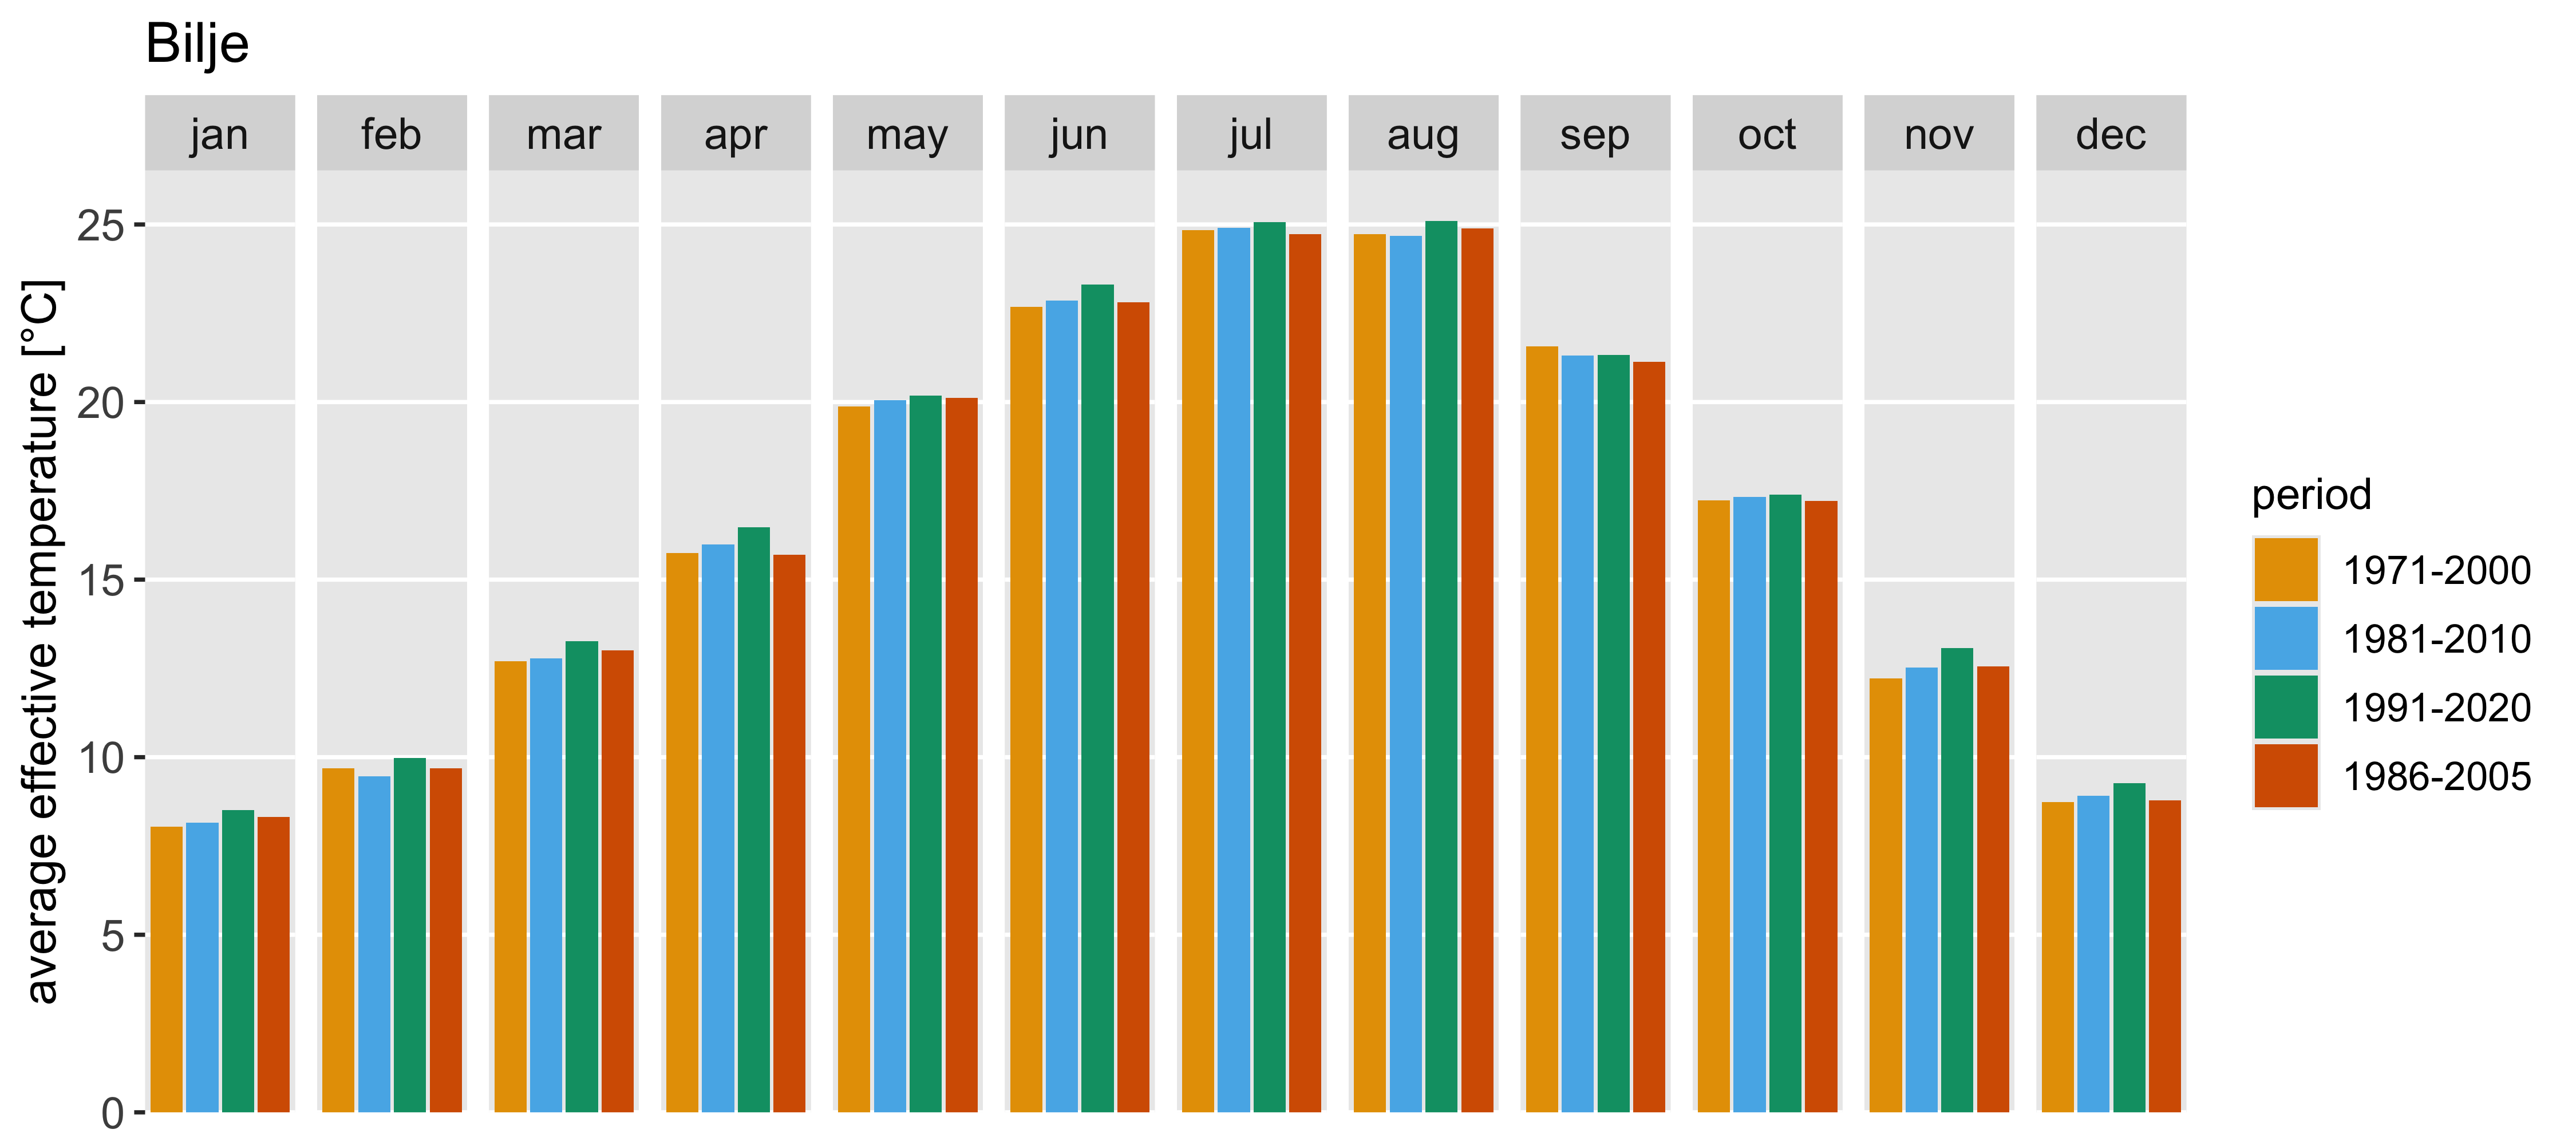 Bilje
jan feb mar apr may jun jul aug sep oct nov dec
average effective temperature [°C]
25
20
15
10
5
0
period
1971-2000
1981-2010
1991-2020
1986-2005